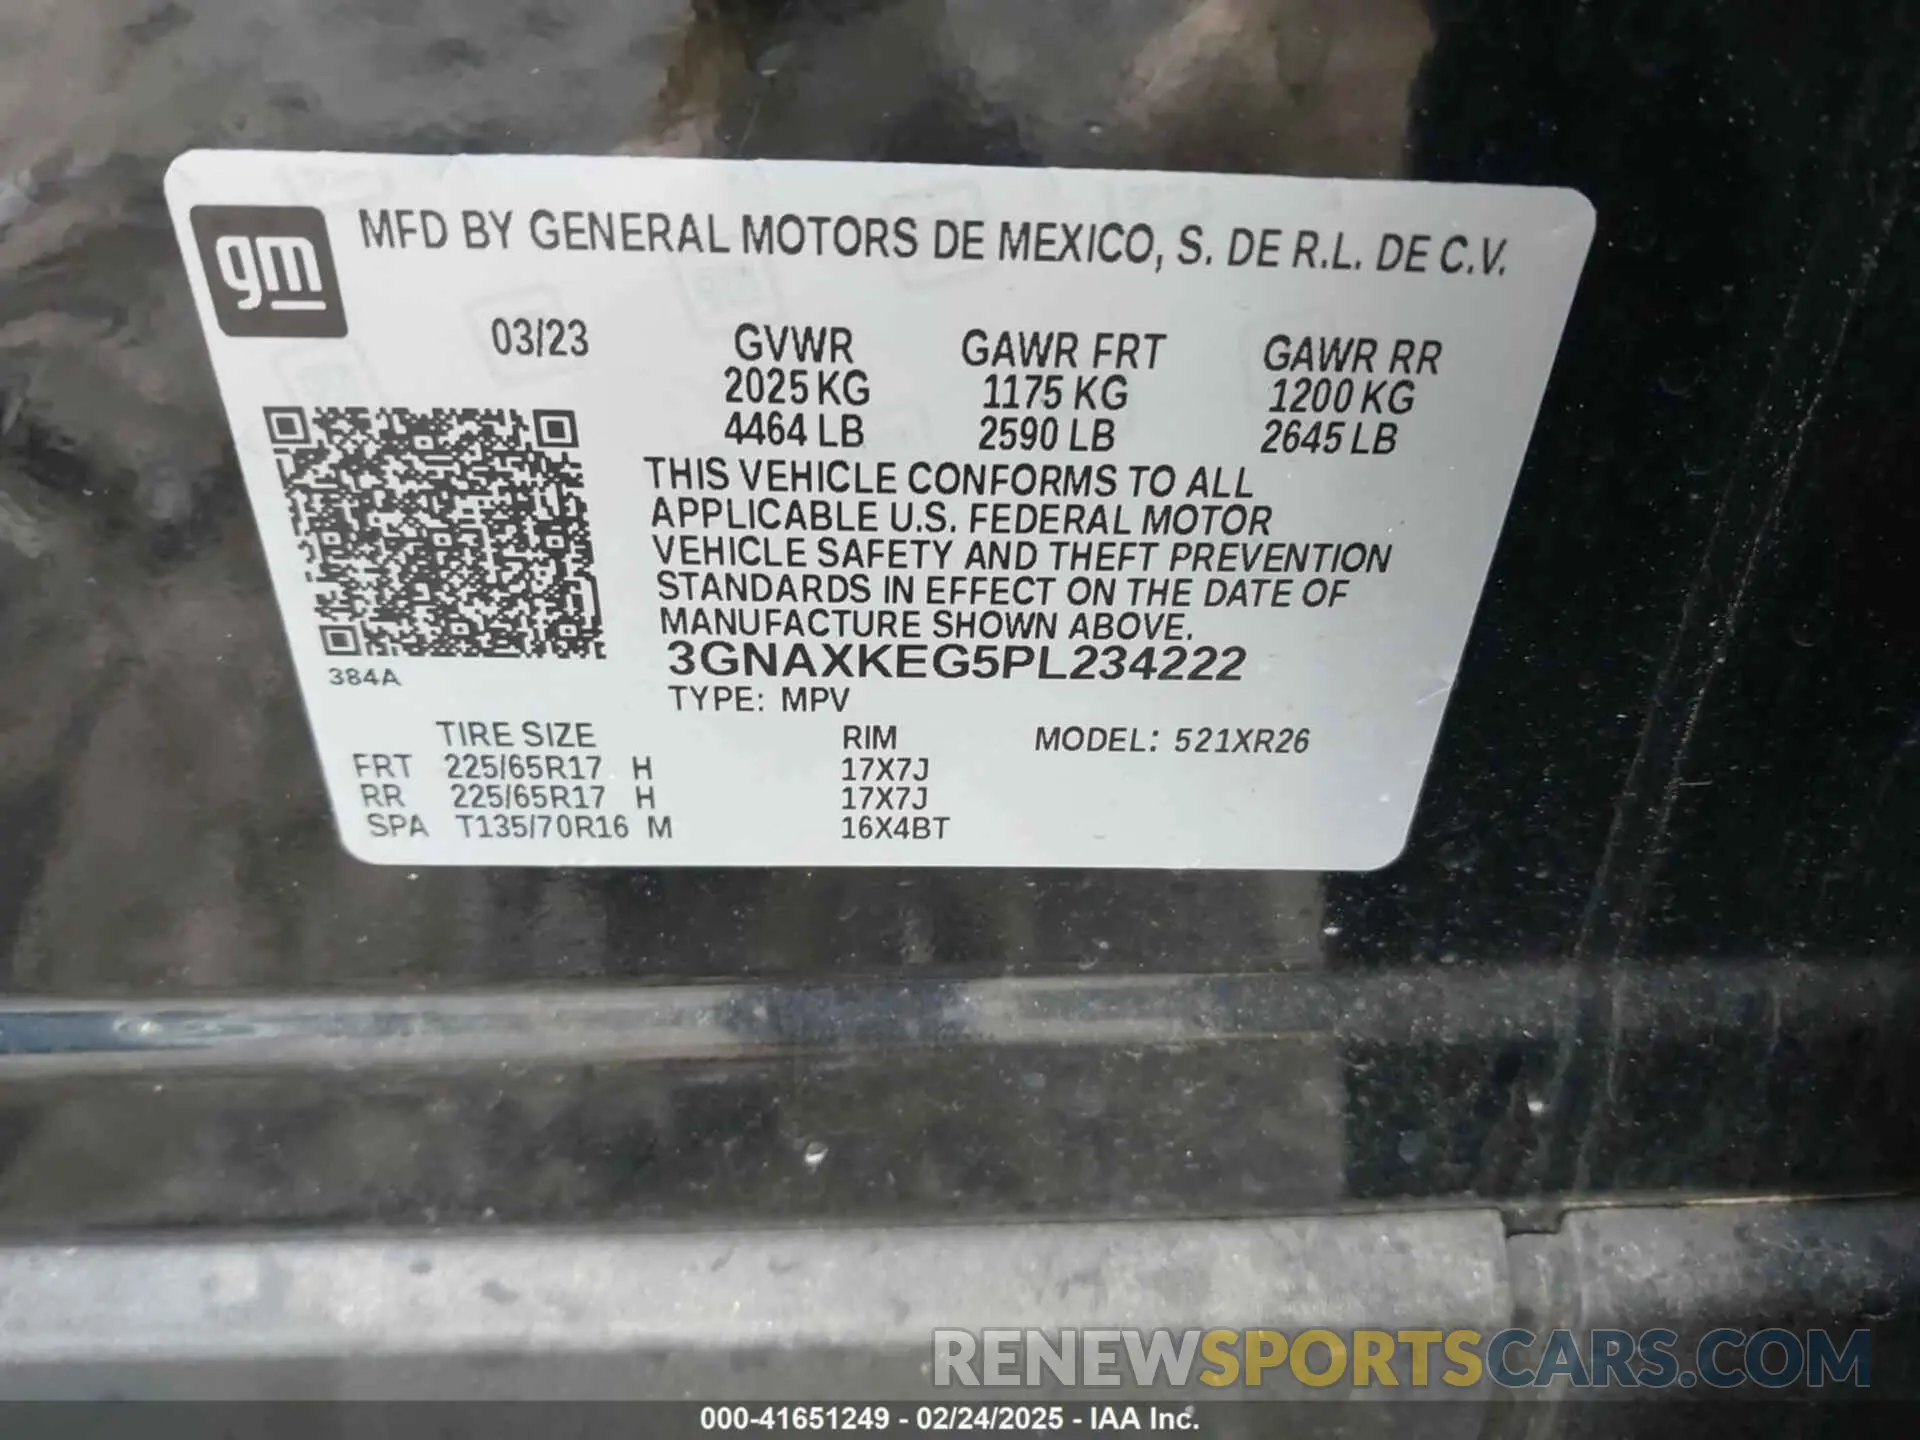 gm
MFD BY GENERAL MOTORS DE MEXICO, S. DE R.L. DE C.V.
03/23 GVWR GAWR FRT GAWR RR
2025 KG 1175 KG 1200 KG
4464 LB 2590 LB 2645 LB
THIS VEHICLE CONFORMS TO ALL
APPLICABLE U.S. FEDERAL MOTOR
VEHICLE SAFETY AND THEFT PREVENTION
STANDARDS IN EFFECT ON THE DATE OF
MANUFACTURE SHOWN ABOVE.
3GNAXKEG5PL234222
384A
TYPE: MPV
TIRE SIZE RIM MODEL: 521XR26
FRT 225/65R17 H 17X7J
RR 225/65R17 H 17X7J
SPA T135/70R16 M 16X4BT
RENEWSPORTSCARS.COM
000-41651249 - 02/24/2025 - IAA Inc.